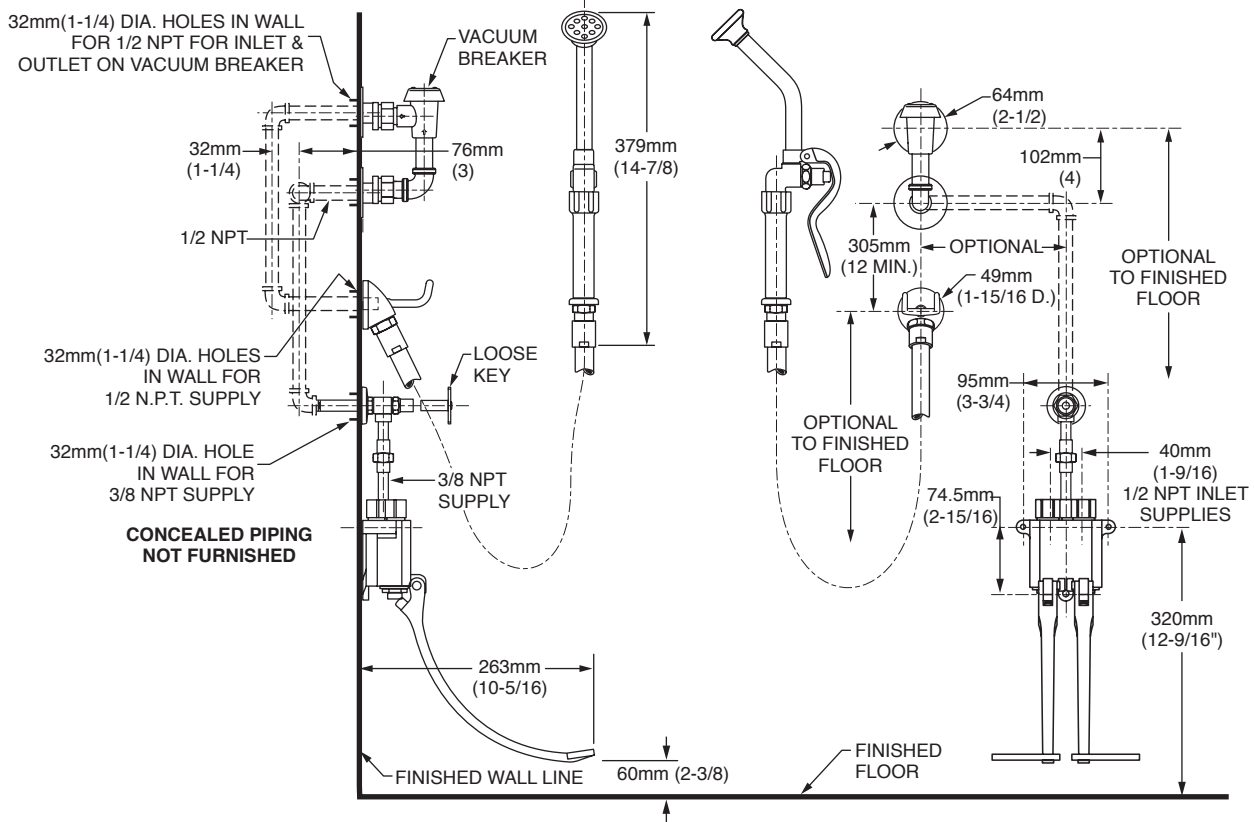 32mm(1-1/4) DIA. HOLES IN WALL
FOR 1/2 NPT FOR INLET &
OUTLET ON VACUUM BREAKER
VACUUM
BREAKER
32mm
(1-1/4)
76mm
(3)
1/2 NPT
379mm
(14-7/8)
64mm
(2-1/2)
102mm
(4)
305mm
(12 MIN.)
OPTIONAL
OPTIONAL
TO FINISHED
FLOOR
49mm
(1-15/16 D.)
32mm(1-1/4) DIA. HOLES
IN WALL FOR
1/2 N.P.T. SUPPLY
LOOSE
KEY
95mm
(3-3/4)
OPTIONAL
TO FINISHED
FLOOR
32mm(1-1/4) DIA. HOLE
IN WALL FOR
3/8 NPT SUPPLY
3/8 NPT
SUPPLY
40mm
(1-9/16)
1/2 NPT INLET
SUPPLIES
74.5mm
(2-15/16)
CONCEALED PIPING
NOT FURNISHED
320mm
(12-9/16")
263mm
(10-5/16)
FINISHED WALL LINE
60mm (2-3/8)
FINISHED
FLOOR